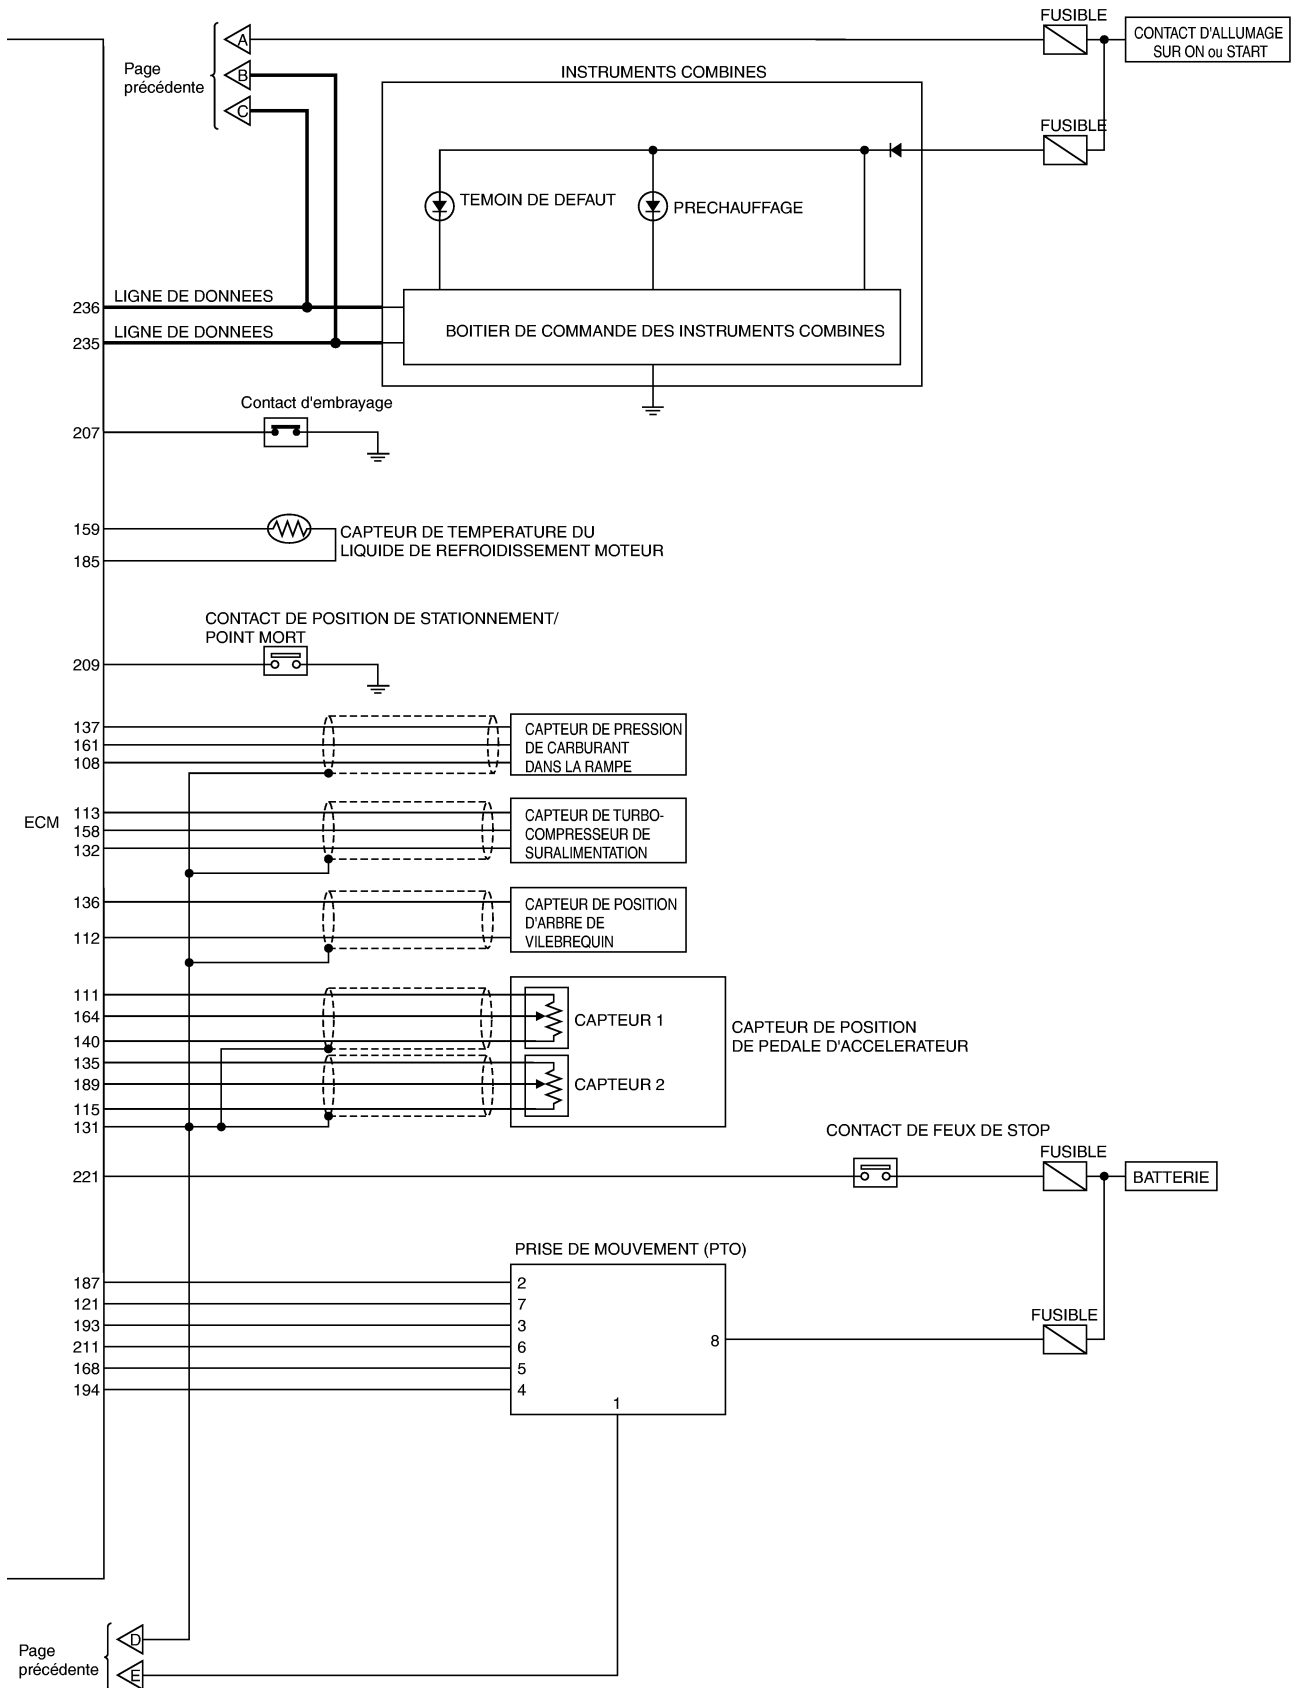 FUSIBLE
CONTACT D'ALLUMAGE
SUR ON ou START
A
Page
précédente
B
C
INSTRUMENTS COMBINES
FUSIBLE
TEMOIN DE DEFAUT
PRECHAUFFAGE
236
LIGNE DE DONNEES
235
LIGNE DE DONNEES
BOITIER DE COMMANDE DES INSTRUMENTS COMBINES
Contact d'embrayage
207
159
CAPTEUR DE TEMPERATURE DU
LIQUIDE DE REFROIDISSEMENT MOTEUR
185
CONTACT DE POSITION DE STATIONNEMENT/
POINT MORT
209
137
161
108
CAPTEUR DE PRESSION
DE CARBURANT
DANS LA RAMPE
ECM
113
158
132
CAPTEUR DE TURBO-
COMPRESSEUR DE
SURALIMENTATION
136
112
CAPTEUR DE POSITION
D'ARBRE DE
VILEBREQUIN
111
164
140
CAPTEUR 1
CAPTEUR DE POSITION
DE PEDALE D'ACCELERATEUR
135
189
115
131
CAPTEUR 2
CONTACT DE FEUX DE STOP
FUSIBLE
221
BATTERIE
PRISE DE MOUVEMENT (PTO)
187
2
121
7
193
3
211
6
168
5
194
4
8
FUSIBLE
1
Page
précédente
D
E